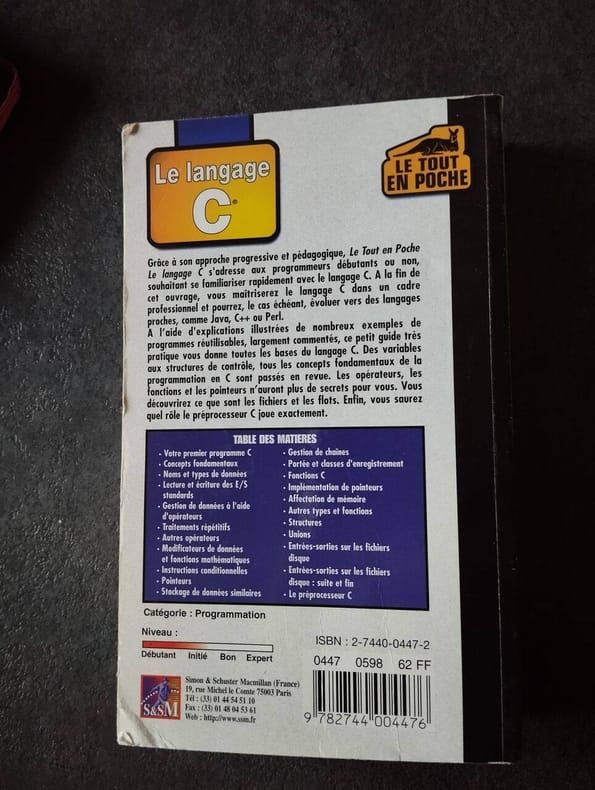 Le langage
C
LE TOUT
EN POCHE
Grâce à son approche progressive et pédagogique, Le Tout en Poche
Le langage C s'adresse aux programmeurs débutants ou non,
souhaitant se familiariser rapidement avec le langage C. A la fin de
cet ouvrage, vous maîtriserez le langage C dans un cadre
professionnel et pourrez, le cas échéant, évoluer vers des langages
proches, comme Java, C++ ou Perl.
A l'aide d'explications illustrées de nombreux exemples de
programmes réutilisables, largement commentés, ce petit guide très
pratique vous donne toutes les bases du langage C. Des variables
aux structures de contrôle, tous les concepts fondamentaux de la
programmation en C sont passés en revue. Les opérateurs, les
fonctions et les pointeurs n'auront plus de secrets pour vous. Vous
découvrirez ce que sont les fichiers et les flots. Enfin, vous saurez
quel rôle le préprocesseur C joue exactement.
TABLE DES MATIERES
• Votre premier programme C
• Concepts fondamentaux
• Noms et types de données
• Lecture et écriture des E/S
standards
• Gestion de données à l'aide
d'opérateurs
• Traitements répétitifs
• Autres opérateurs
• Modificateurs de données
et fonctions mathématiques
• Instructions conditionnelles
• Pointeurs
• Stockage de données similaires
• Gestion de chaînes
• Portée et classes d'enregistrement
• Fonctions C
• Implémentation de pointeurs
• Affectation de mémoire
• Autres types et fonctions
• Structures
• Unions
• Entrées-sorties sur les fichiers
disque
• Entrées-sorties sur les fichiers
disque : suite et fin
• Le préprocesseur C
Catégorie : Programmation
Niveau :
Débutant Initié Bon Expert
S&SM
Simon & Schuster Macmillan (France)
19, rue Michel le Comte 75003 Paris
Tél : (33) 01 44 54 51 10
Fax : (33) 01 48 04 53 61
Web : http://www.ssm.fr
ISBN : 2-7440-0447-2
0447 0598 62 FF
9 782744 004476